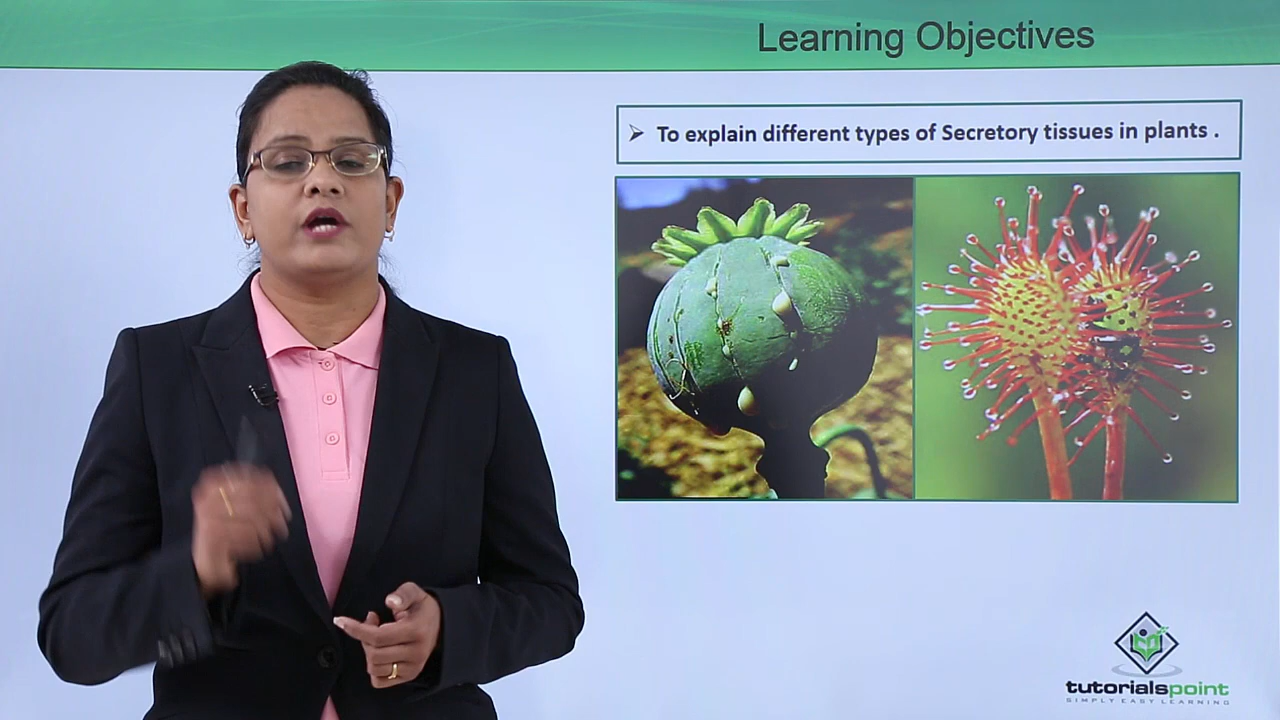 Learning Objectives
➢ To explain different types of Secretory tissues in plants .
tutorialspoint
SIMPLY EASY LEARNING